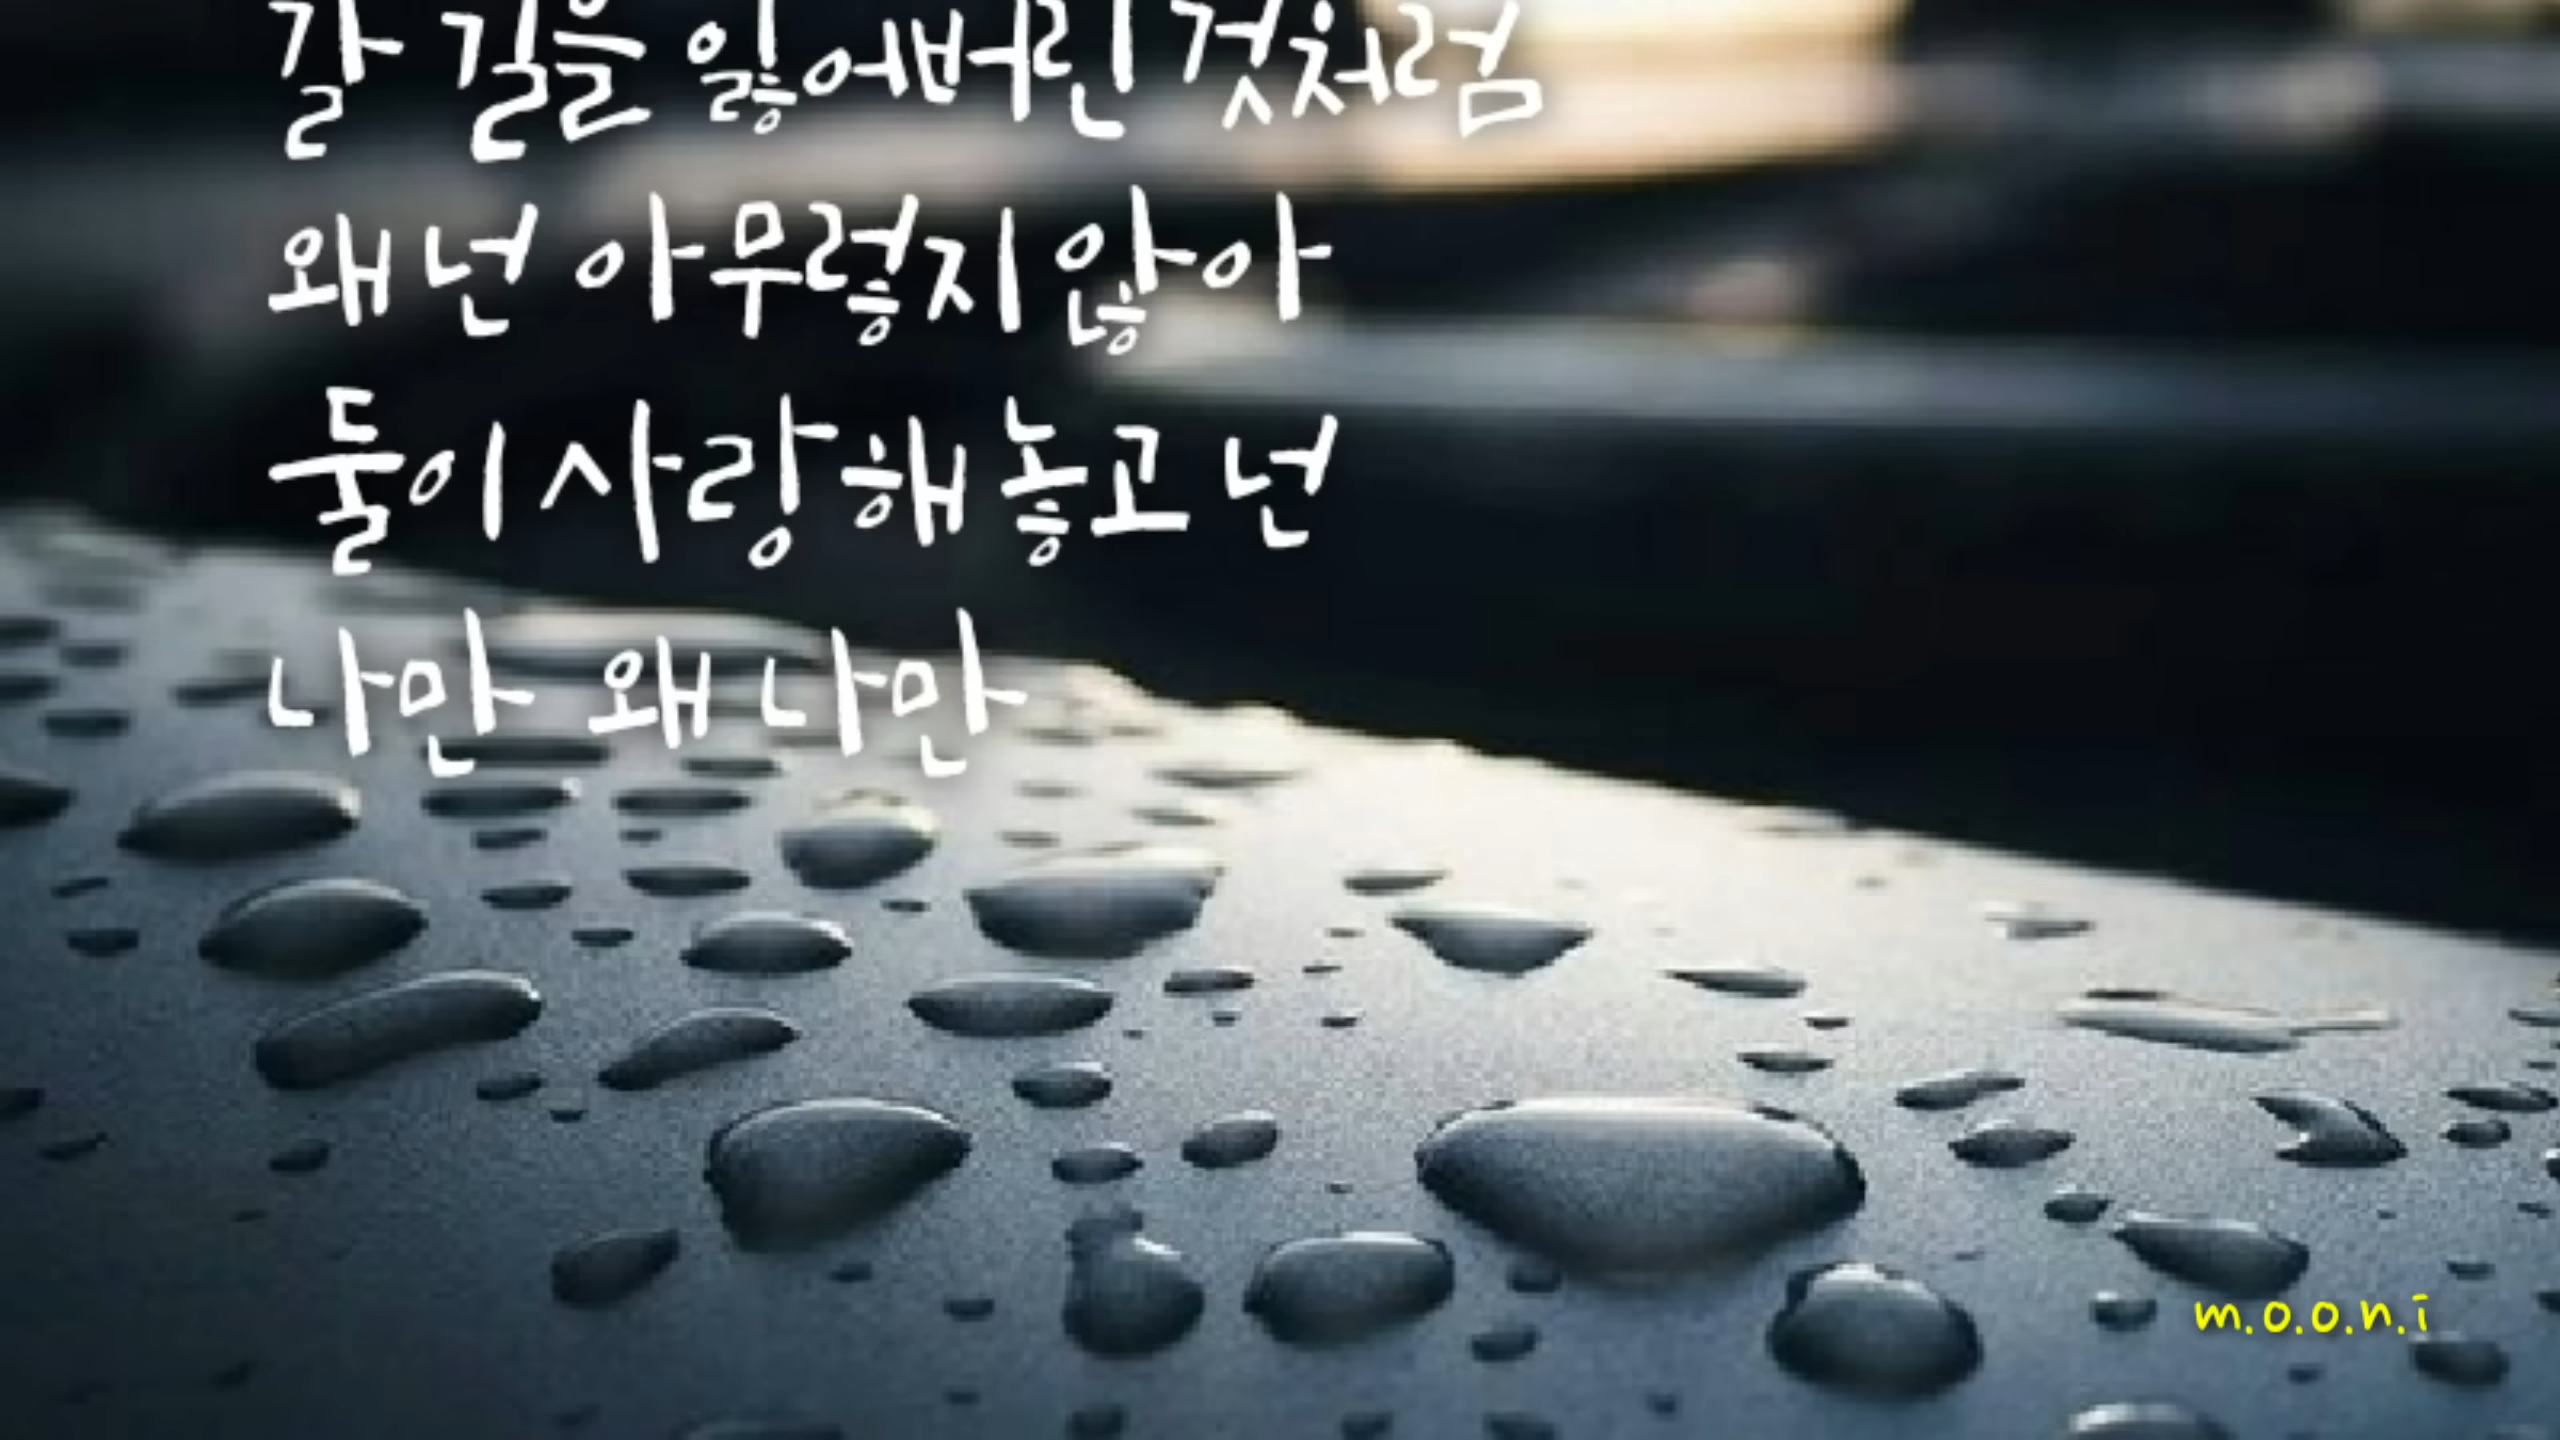 갈 길을 잃어버린 것처럼
왜 넌 아무렇지 않아
둘이 사랑해 놓고 넌
나만 왜 나만
m.o.o.n.i